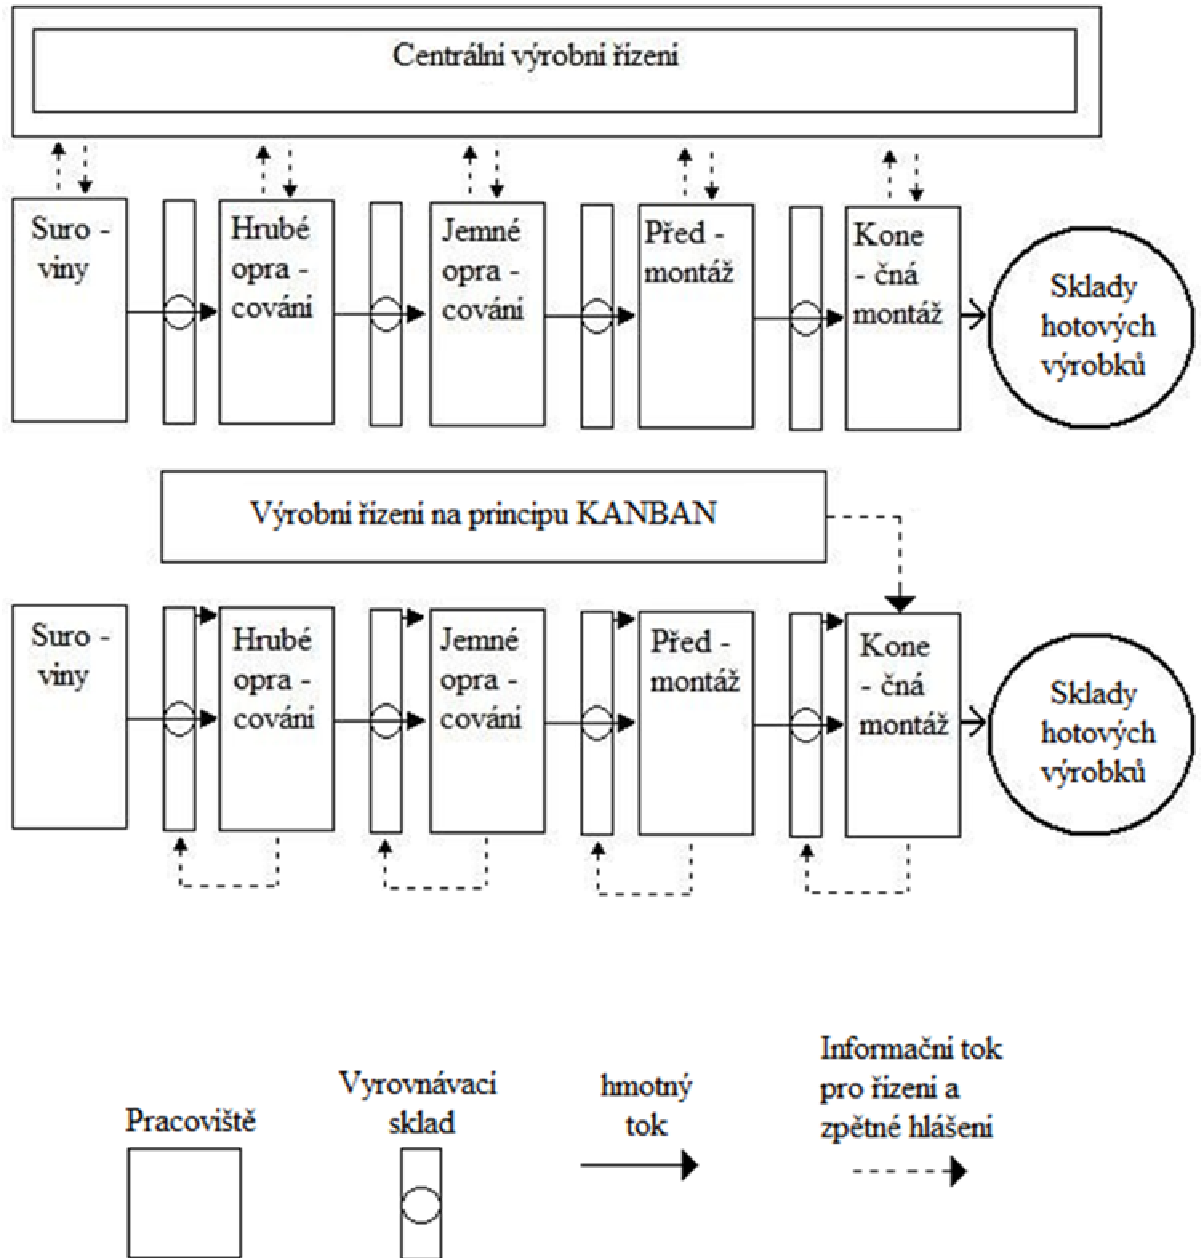 Centrální výrobní řízení
Suro -
viny
Hrubé
opra -
cování
Jemné
opra -
cování
Před -
montáž
Kone
- čná
montáž
Sklady
hotových
výrobků
Výrobní řízení na principu KANBAN
Suro -
viny
Hrubé
opra -
cování
Jemné
opra -
cování
Před -
montáž
Kone
- čná
montáž
Sklady
hotových
výrobků
Pracoviště
Vyrovnávací
sklad
hmotný
tok
Informační tok
pro řízení a
zpětné hlášení